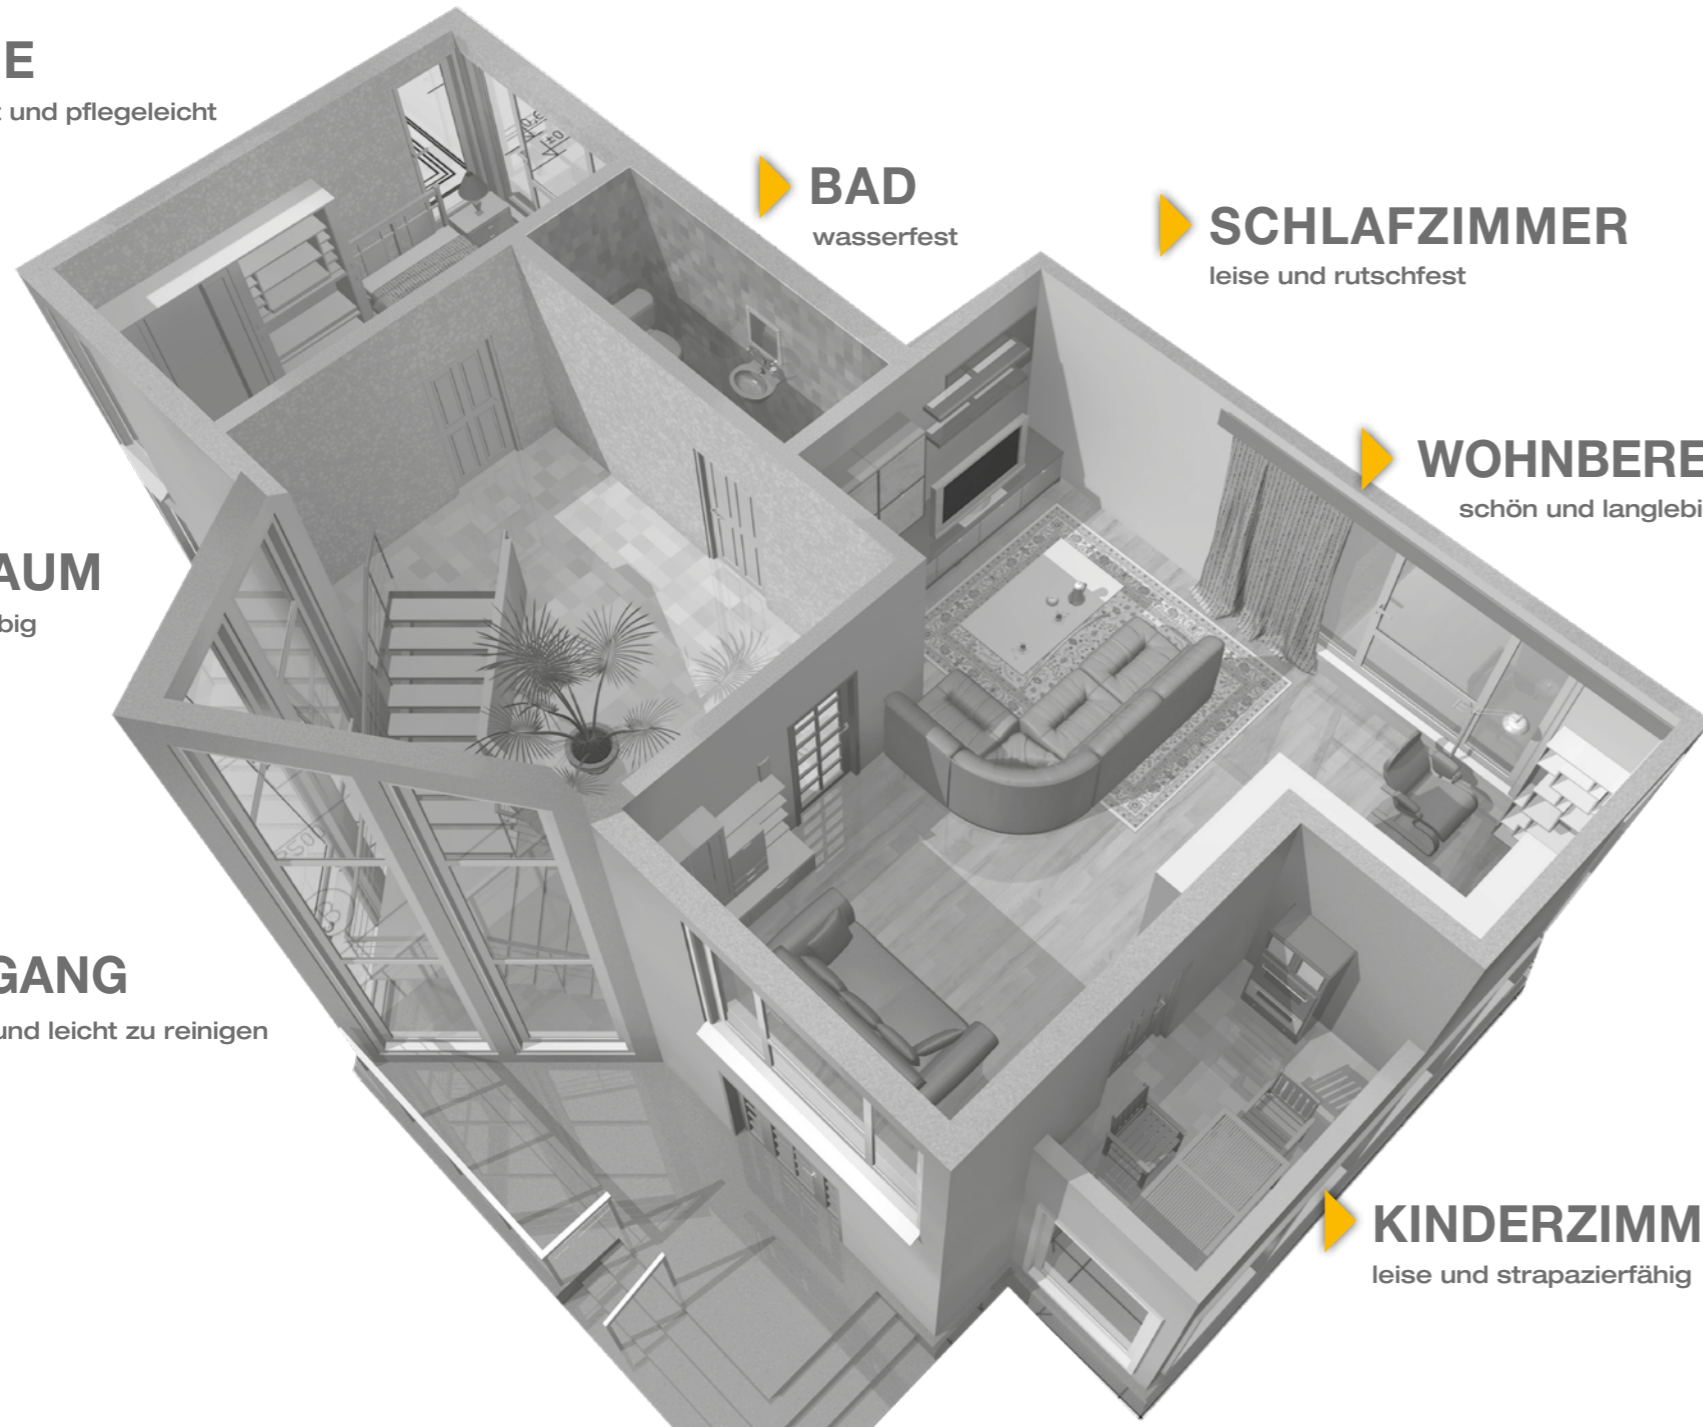 E
und pflegeleicht
BAD
wasserfest
SCHLAFZIMMER
leise und rutschfest
WOHNBERE
schön und langlebi
AUM
big
GANG
und leicht zu reinigen
KINDERZIMM
leise und strapazierfähig